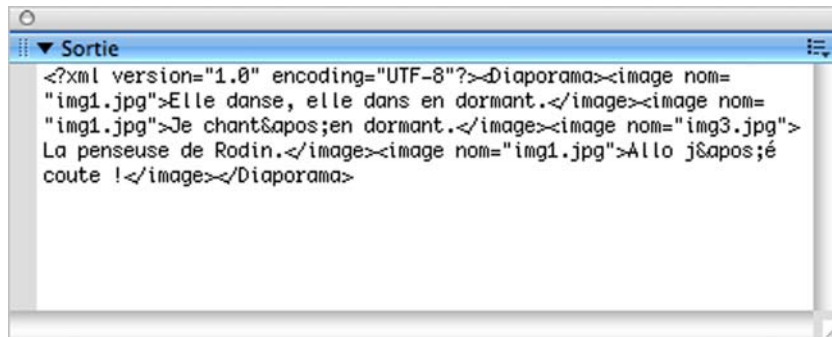 Sortie
<?xml version="1.0" encoding="UTF-8"?><Diaporama><image nom=
"img1.jpg">Elle danse, elle dans en dormant.</image><image nom=
"img1.jpg">Je chant&apos;en dormant.</image><image nom="img3.jpg">
La penseuse de Rodin.</image><image nom="img1.jpg">Allo j&apos;é
coute !</image></Diaporama>